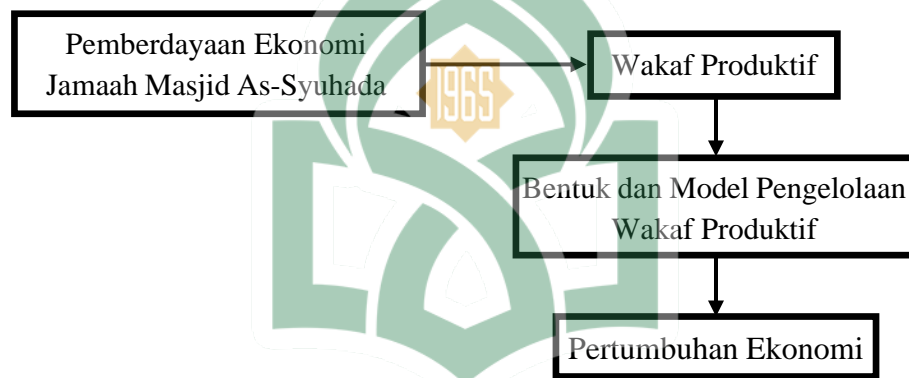 Pemberdayaan Ekonomi
Jamaah Masjid As-Syuhada
Wakaf Produktif
1965
Bentuk dan Model Pengelolaan
Wakaf Produktif
Pertumbuhan Ekonomi